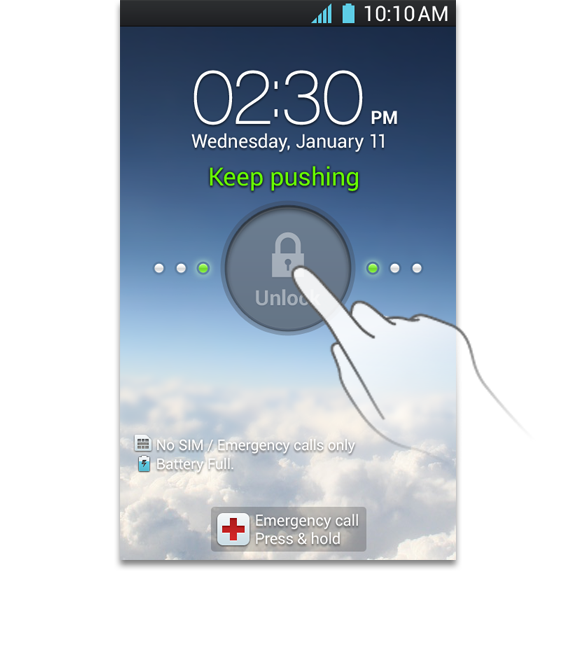 10:10 AM
02:30 PM
Wednesday, January 11
Keep pushing
Unlock
No SIM / Emergency calls only
Battery Full.
Emergency call
Press & hold